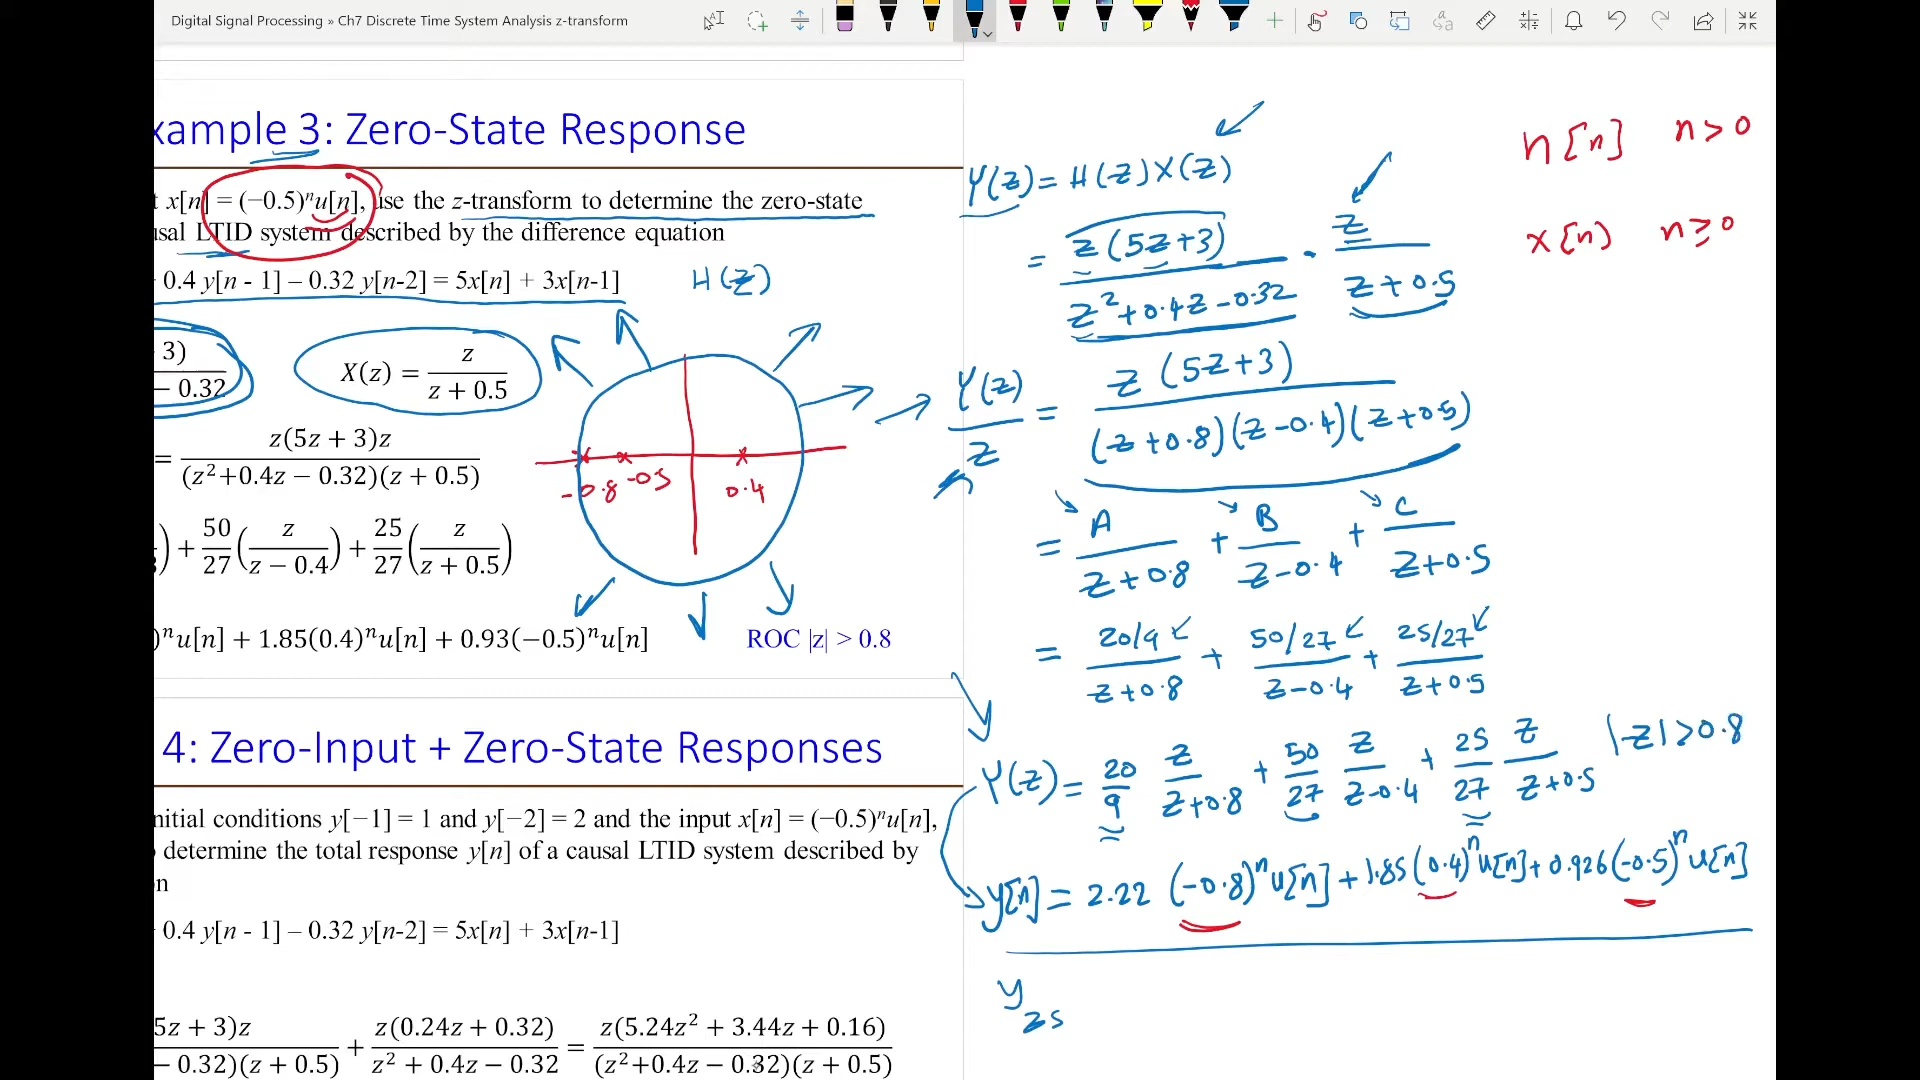 Digital Signal Processing » Ch7 Discrete Time System Analysis z-transform
xample 3: Zero-State Response
t x[n] = (−0.5)ⁿu[n], use the z-transform to determine the zero-state
usal LTID system described by the difference equation
0.4 y[n - 1] – 0.32 y[n-2] = 5x[n] + 3x[n-1]
H(z)
3)
− 0.32
X(z) = z / (z + 0.5)
= z(5z + 3)z / ((z²+0.4z − 0.32)(z + 0.5))
) + 50/27 (z / (z − 0.4)) + 25/27 (z / (z + 0.5))
)ⁿu[n] + 1.85(0.4)ⁿu[n] + 0.93(−0.5)ⁿu[n]
ROC |z| > 0.8
-0.8 -0.5 0.4
4: Zero-Input + Zero-State Responses
nitial conditions y[−1] = 1 and y[−2] = 2 and the input x[n] = (−0.5)ⁿu[n],
o determine the total response y[n] of a causal LTID system described by
on
0.4 y[n - 1] – 0.32 y[n-2] = 5x[n] + 3x[n-1]
5z + 3)z / (− 0.32)(z + 0.5) + z(0.24z + 0.32) / (z² + 0.4z − 0.32) = z(5.24z² + 3.44z + 0.16) / ((z²+0.4z − 0.32)(z + 0.5))
Y(z) = H(z) X(z)
= z(5z+3) / (z²+0.4z-0.32) · z / (z+0.5)
Y(z)/z = z(5z+3) / ((z+0.8)(z-0.4)(z+0.5))
= A/(z+0.8) + B/(z-0.4) + C/(z+0.5)
= 20/9 / (z+0.8) + 50/27 / (z-0.4) + 25/27 / (z+0.5)
Y(z) = 20/9 z/(z+0.8) + 50/27 z/(z-0.4) + 25/27 z/(z+0.5) |z|>0.8
y[n] = 2.22 (-0.8)ⁿ u[n] + 1.85 (0.4)ⁿ u[n] + 0.926 (-0.5)ⁿ u[n]
y zs
h[n] n>0
x[n] n≥0